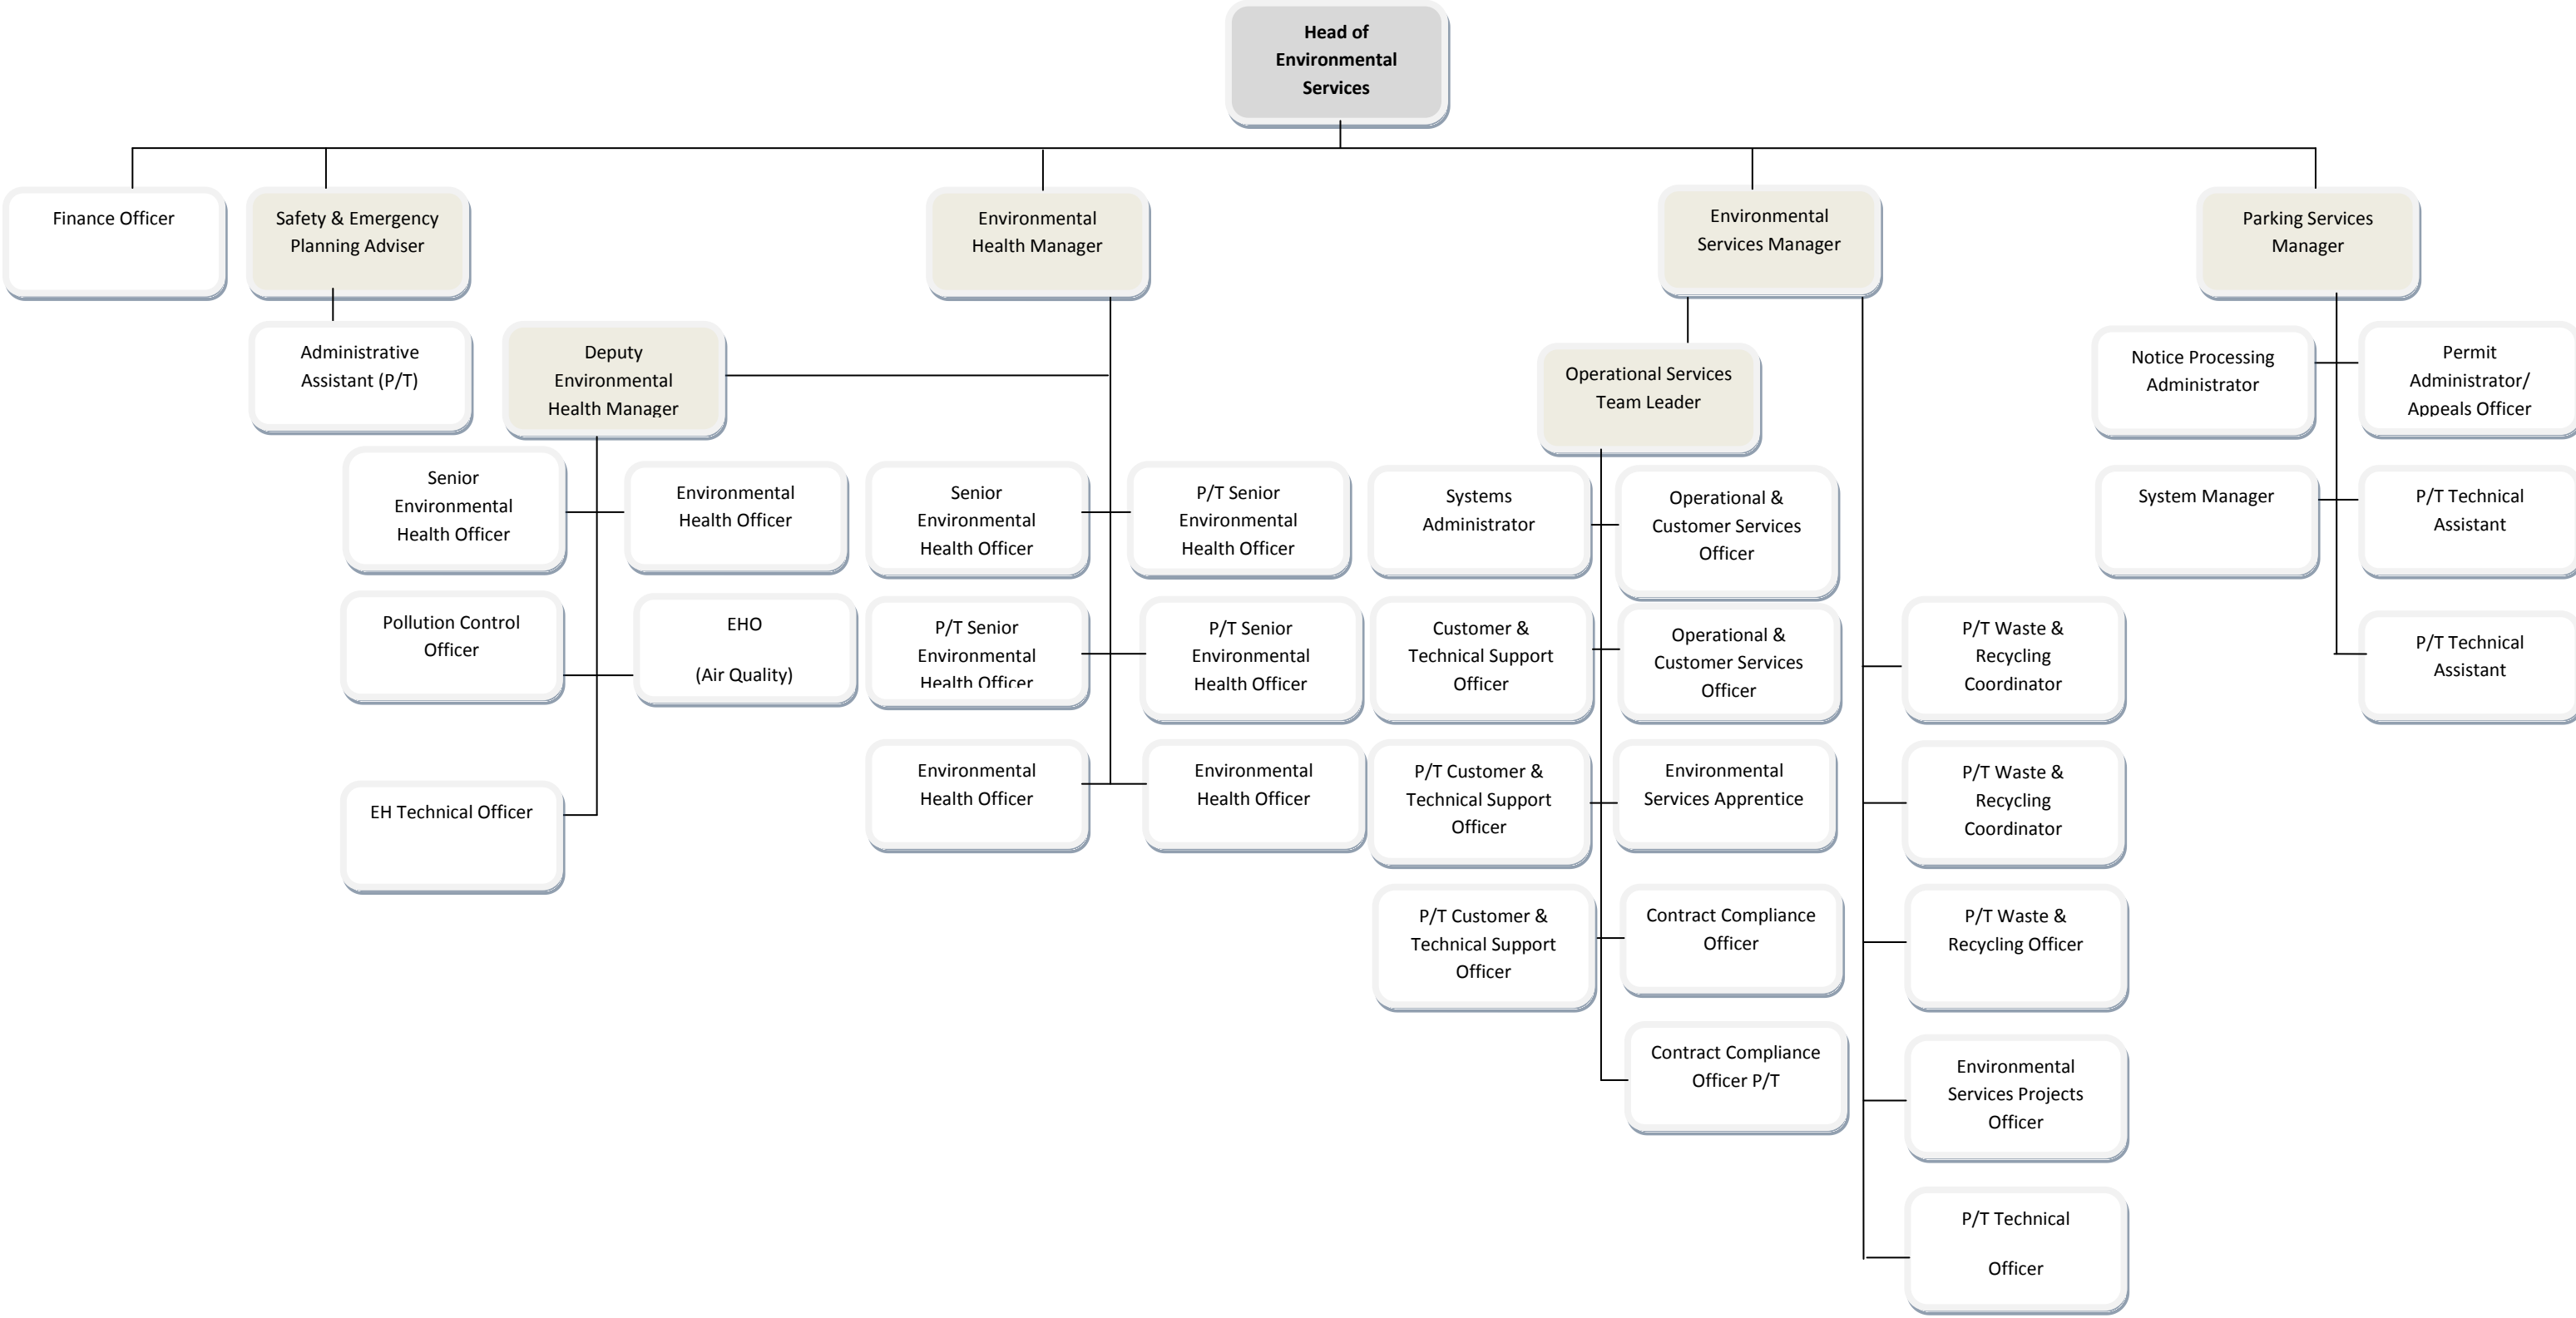 Head of
Environmental
Services
Finance Officer
Safety & Emergency
Planning Adviser
Environmental
Health Manager
Environmental
Services Manager
Parking Services
Manager
Administrative
Assistant (P/T)
Deputy
Environmental
Health Manager
Operational Services
Team Leader
Notice Processing
Administrator
Permit
Administrator/
Appeals Officer
Senior
Environmental
Health Officer
Environmental
Health Officer
Senior
Environmental
Health Officer
P/T Senior
Environmental
Health Officer
Systems
Administrator
Operational &
Customer Services
Officer
System Manager
P/T Technical
Assistant
Pollution Control
Officer
EHO
(Air Quality)
P/T Senior
Environmental
Health Officer
P/T Senior
Environmental
Health Officer
Customer &
Technical Support
Officer
Operational &
Customer Services
Officer
P/T Waste &
Recycling
Coordinator
P/T Technical
Assistant
EH Technical Officer
Environmental
Health Officer
Environmental
Health Officer
P/T Customer &
Technical Support
Officer
Environmental
Services Apprentice
P/T Waste &
Recycling
Coordinator
P/T Customer &
Technical Support
Officer
Contract Compliance
Officer
P/T Waste &
Recycling Officer
Contract Compliance
Officer P/T
Environmental
Services Projects
Officer
P/T Technical
Officer